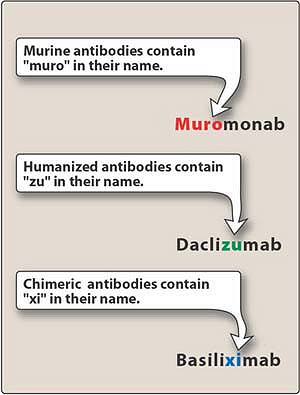 Murine antibodies contain
"muro" in their name.
Muromonab
Humanized antibodies contain
"zu" in their name.
Daclizumab
Chimeric antibodies contain
"xi" in their name.
Basiliximab